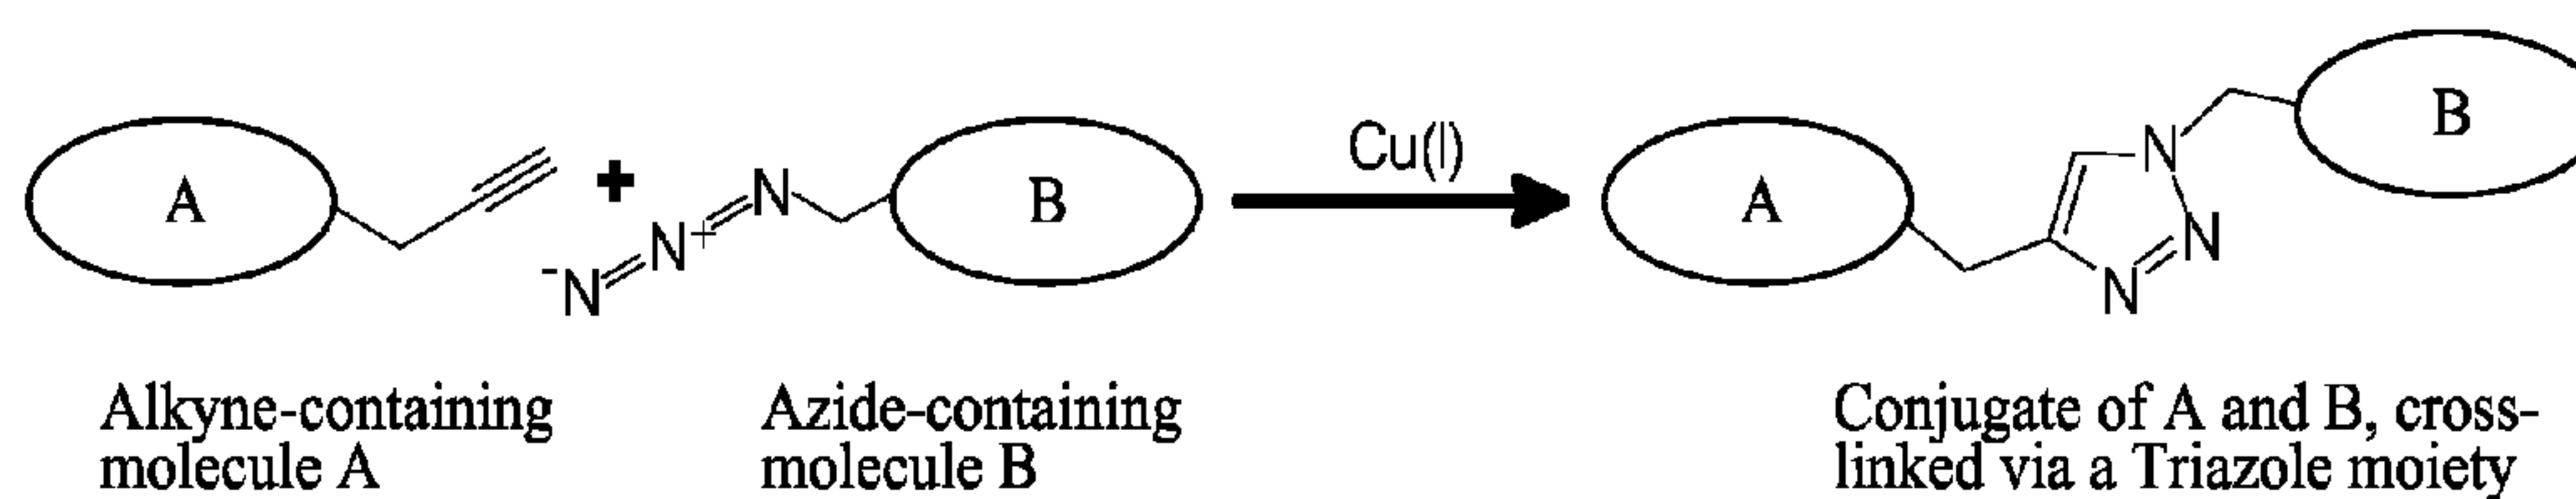 A
+
⁻N
N⁺
N
B
Cu(I)
A
N
N
N
B
Alkyne-containing
molecule A
Azide-containing
molecule B
Conjugate of A and B, cross-
linked via a Triazole moiety